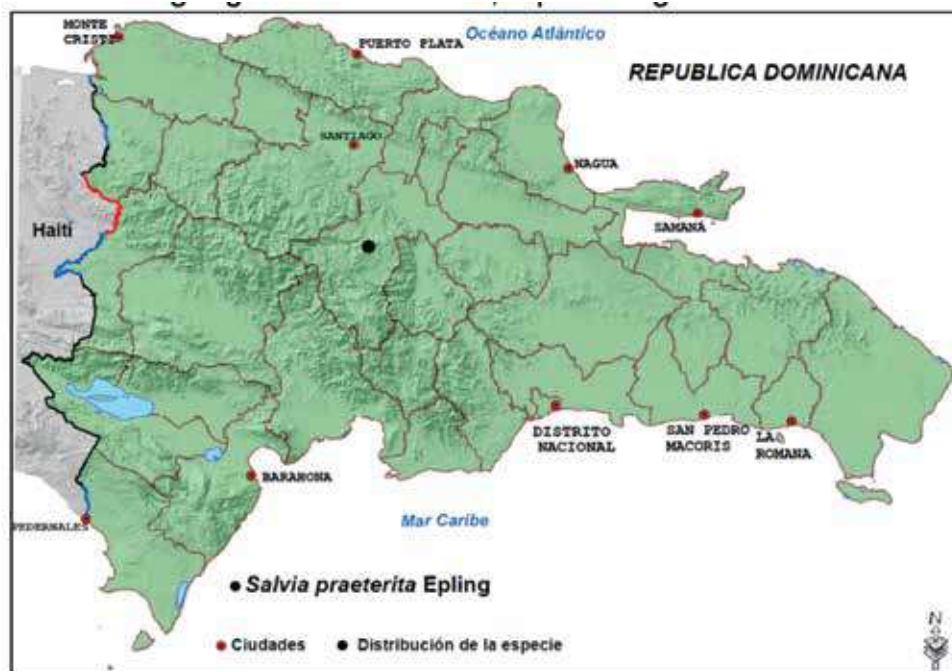 MONTE
CRISTI
PUERTO PLATA
Océano Atlántico
REPUBLICA DOMINICANA
SANTIAGO
NAGUA
SAMANÁ
Haití
DISTRITO
NACIONAL
SAN PEDRO
MACORIS
LA
ROMANA
BARAHONA
PEDERNALES
Mar Caribe
Salvia praeterita Epling
Ciudades
Distribución de la especie
N